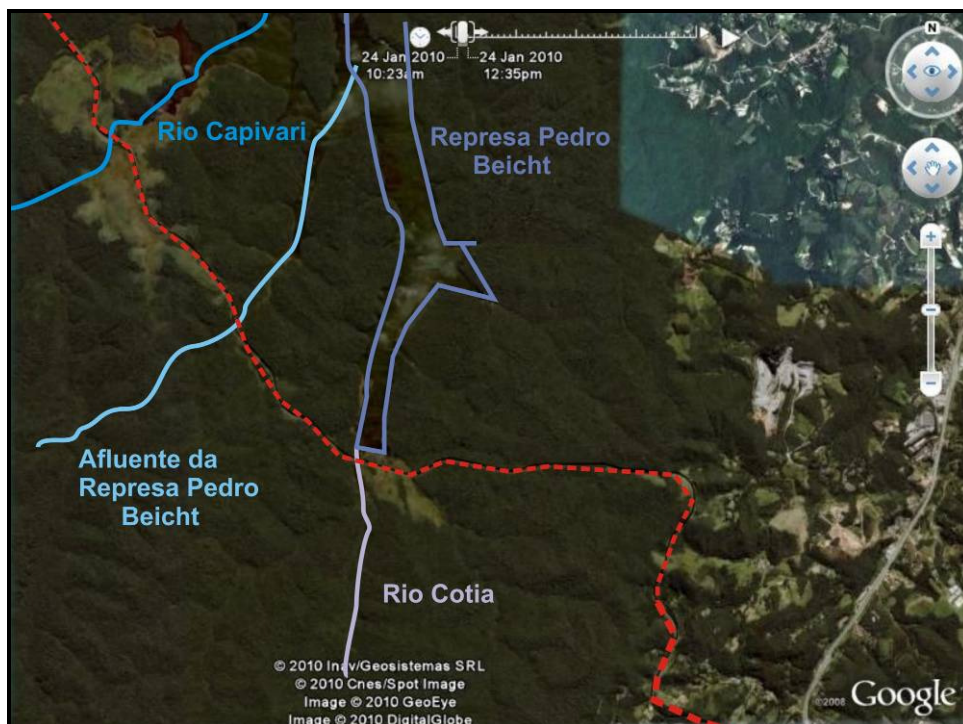 24 Jan 2010
10:23am
24 Jan 2010
12:35pm
N
Rio Capivari
Represa Pedro
Beicht
Afluente da
Represa Pedro
Beicht
Rio Cotia
© 2010 Inav/Geosistemas SRL
© 2010 Cnes/Spot Image
Image © 2010 GeoEye
Image © 2010 DigitalGlobe
©2008 Google